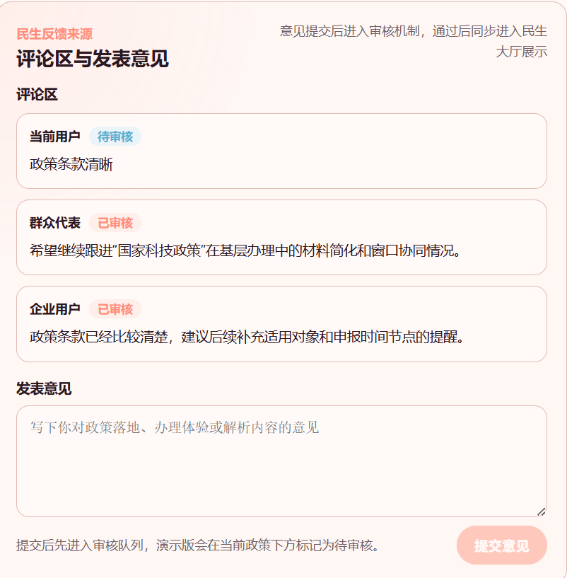 民生反馈来源
评论区与发表意见
意见提交后进入审核机制，通过后同步进入民生
大厅展示
评论区
当前用户 待审核
政策条款清晰
群众代表 已审核
希望继续跟进“国家科技政策”在基层办理中的材料简化和窗口协同情况。
企业用户 已审核
政策条款已经比较清楚，建议后续补充适用对象和申报时间节点的提醒。
发表意见
写下你对政策落地、办理体验或解析内容的意见
提交后先进入审核队列，演示版会在当前政策下方标记为待审核。
提交意见